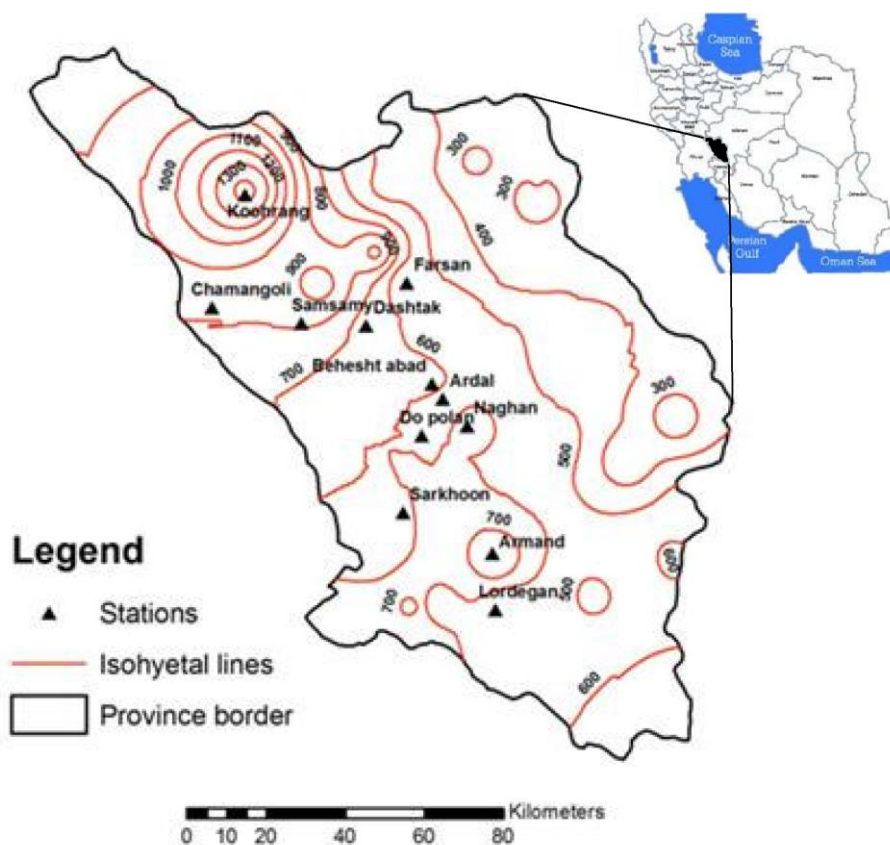 Caspian
Sea
Persian
Gulf
Oman Sea
1100
900
1300
1200
1000
Koohrang
800
300
300
400
500
Farsan
900
Chamangoli
Samsamy
Dashtak
600
700
Behesht abad
Ardal
Naghan
Do polan
300
500
Sarkhoon
700
Armand
600
Lordegan
500
700
600
Legend
Stations
Isohyetal lines
Province border
Kilometers
0 10 20 40 60 80